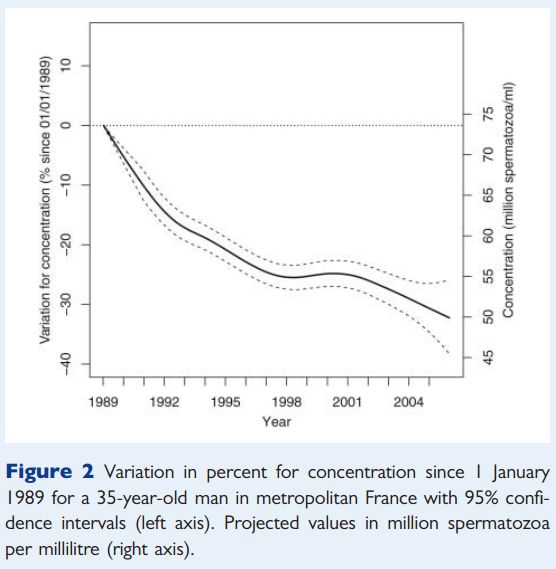 Variation for concentration (% since 01/01/1989)
10
0
−10
−20
−30
−40
Concentration (million spermatozoa/ml)
75
70
65
60
55
50
45
1989 1992 1995 1998 2001 2004
Year
Figure 2 Variation in percent for concentration since 1 January
1989 for a 35-year-old man in metropolitan France with 95% confi-
dence intervals (left axis). Projected values in million spermatozoa
per millilitre (right axis).